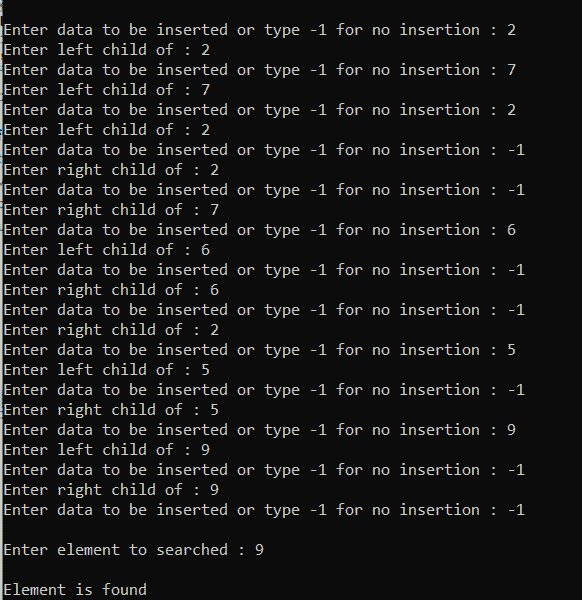 Enter data to be inserted or type -1 for no insertion : 2
Enter left child of : 2
Enter data to be inserted or type -1 for no insertion : 7
Enter left child of : 7
Enter data to be inserted or type -1 for no insertion : 2
Enter left child of : 2
Enter data to be inserted or type -1 for no insertion : -1
Enter right child of : 2
Enter data to be inserted or type -1 for no insertion : -1
Enter right child of : 7
Enter data to be inserted or type -1 for no insertion : 6
Enter left child of : 6
Enter data to be inserted or type -1 for no insertion : -1
Enter right child of : 6
Enter data to be inserted or type -1 for no insertion : -1
Enter right child of : 2
Enter data to be inserted or type -1 for no insertion : 5
Enter left child of : 5
Enter data to be inserted or type -1 for no insertion : -1
Enter right child of : 5
Enter data to be inserted or type -1 for no insertion : 9
Enter left child of : 9
Enter data to be inserted or type -1 for no insertion : -1
Enter right child of : 9
Enter data to be inserted or type -1 for no insertion : -1
Enter element to searched : 9
Element is found